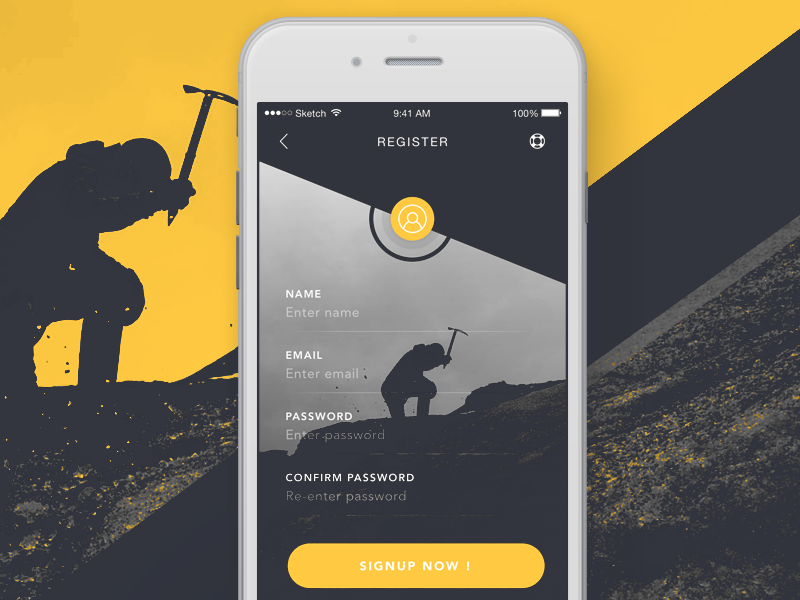 Sketch 9:41 AM 100%
REGISTER
NAME
Enter name
EMAIL
Enter email
PASSWORD
Enter password
CONFIRM PASSWORD
Re-enter password
SIGNUP NOW !